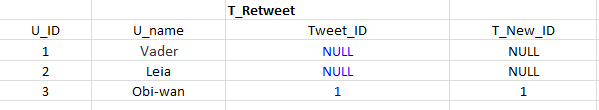 T_Retweet
U_ID U_name Tweet_ID T_New_ID
1 Vader NULL NULL
2 Leia NULL NULL
3 Obi-wan 1 1